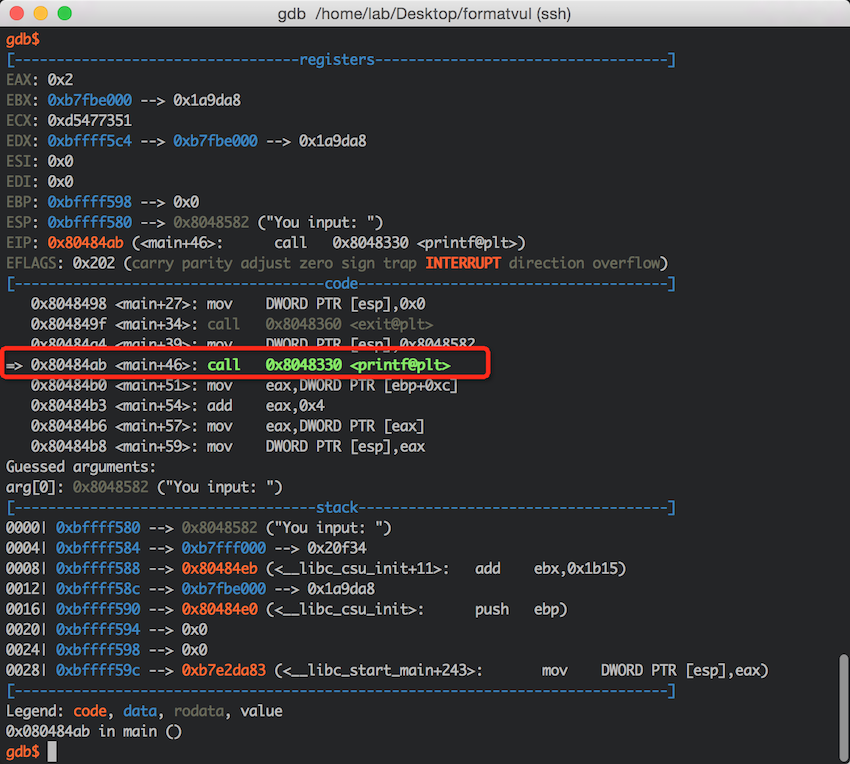 gdb /home/lab/Desktop/formatvul (ssh)
gdb$
[----------------------------------registers-----------------------------------]
EAX: 0x2
EBX: 0xb7fbe000 --> 0x1a9da8
ECX: 0xd5477351
EDX: 0xbffff5c4 --> 0xb7fbe000 --> 0x1a9da8
ESI: 0x0
EDI: 0x0
EBP: 0xbffff598 --> 0x0
ESP: 0xbffff580 --> 0x8048582 ("You input: ")
EIP: 0x80484ab (<main+46>: call 0x8048330 <printf@plt>)
EFLAGS: 0x202 (carry parity adjust zero sign trap INTERRUPT direction overflow)
[-------------------------------------code-------------------------------------]
0x8048498 <main+27>: mov DWORD PTR [esp],0x0
0x804849f <main+34>: call 0x8048360 <exit@plt>
0x80484a4 <main+39>: mov DWORD PTR [esp],0x8048582
=> 0x80484ab <main+46>: call 0x8048330 <printf@plt>
0x80484b0 <main+51>: mov eax,DWORD PTR [ebp+0xc]
0x80484b3 <main+54>: add eax,0x4
0x80484b6 <main+57>: mov eax,DWORD PTR [eax]
0x80484b8 <main+59>: mov DWORD PTR [esp],eax
Guessed arguments:
arg[0]: 0x8048582 ("You input: ")
[------------------------------------stack-------------------------------------]
0000| 0xbffff580 --> 0x8048582 ("You input: ")
0004| 0xbffff584 --> 0xb7fff000 --> 0x20f34
0008| 0xbffff588 --> 0x80484eb (<__libc_csu_init+11>: add ebx,0x1b15)
0012| 0xbffff58c --> 0xb7fbe000 --> 0x1a9da8
0016| 0xbffff590 --> 0x80484e0 (<__libc_csu_init>: push ebp)
0020| 0xbffff594 --> 0x0
0024| 0xbffff598 --> 0x0
0028| 0xbffff59c --> 0xb7e2da83 (<__libc_start_main+243>: mov DWORD PTR [esp],eax)
[------------------------------------------------------------------------------]
Legend: code, data, rodata, value
0x080484ab in main ()
gdb$